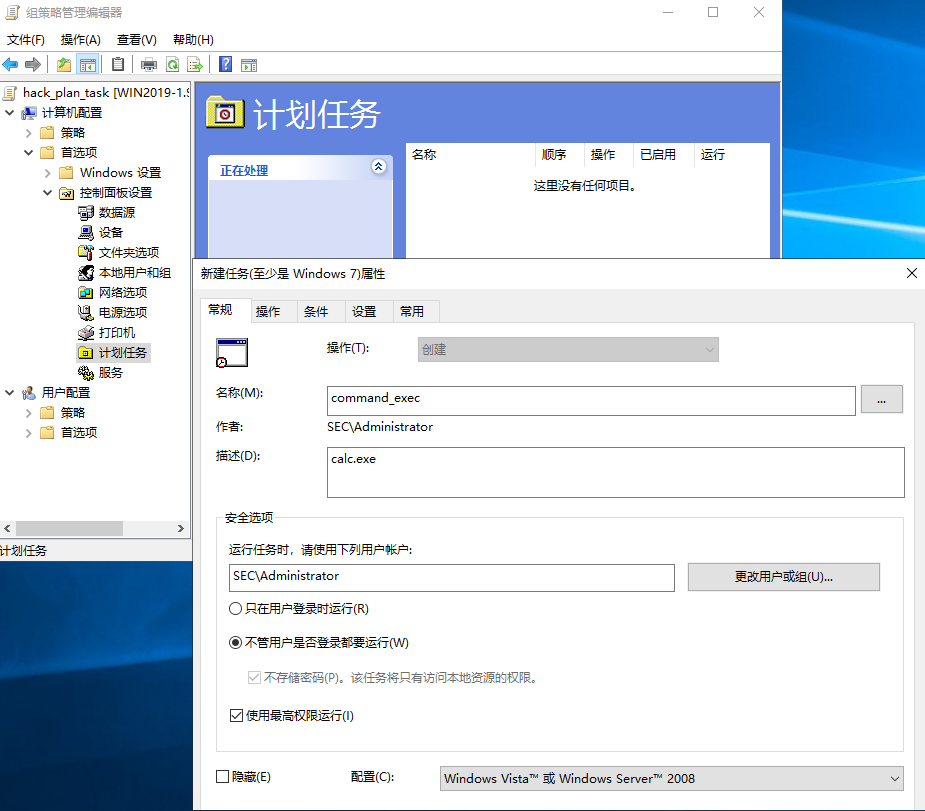 组策略管理编辑器
文件(F) 操作(A) 查看(V) 帮助(H)
hack_plan_task [WIN2019-1.S
计算机配置
策略
首选项
Windows 设置
控制面板设置
数据源
设备
文件夹选项
本地用户和组
网络选项
电源选项
打印机
计划任务
服务
用户配置
策略
首选项
计划任务
计划任务
正在处理
名称 顺序 操作 已启用 运行
这里没有任何项目。
新建任务(至少是 Windows 7)属性
常规 操作 条件 设置 常用
操作(T): 创建
名称(M): command_exec ...
作者: SEC\Administrator
描述(D): calc.exe
安全选项
运行任务时，请使用下列用户帐户:
SEC\Administrator 更改用户或组(U)...
只在用户登录时运行(R)
不管用户是否登录都要运行(W)
不存储密码(P)。该任务将只有访问本地资源的权限。
使用最高权限运行(I)
隐藏(E) 配置(C): Windows Vista™ 或 Windows Server™ 2008